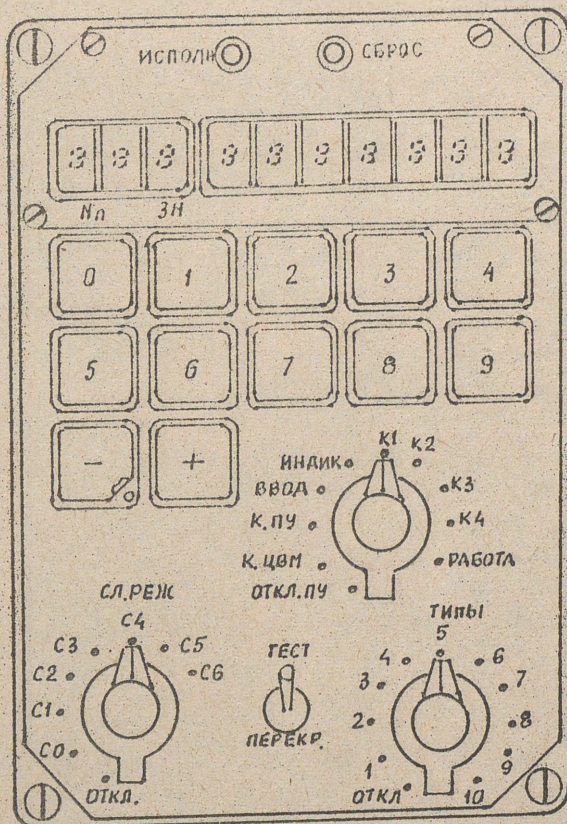 ИСПОЛН СБРОС
8 8 8 8 8 8 8 8 8 8
Nп ЗН
0 1 2 3 4
5 6 7 8 9
- +
ИНДИК К1 К2
ВВОД К3
К.ПУ К4
К.ЦВМ РАБОТА
ОТКЛ.ПУ
СЛ.РЕЖ
С4
С3 С5
С2 С6
С1
С0
ОТКЛ.
ТЕСТ
ПЕРЕКР.
ТИПЫ
5
4 6
3 7
2 8
1 9
ОТКЛ 10